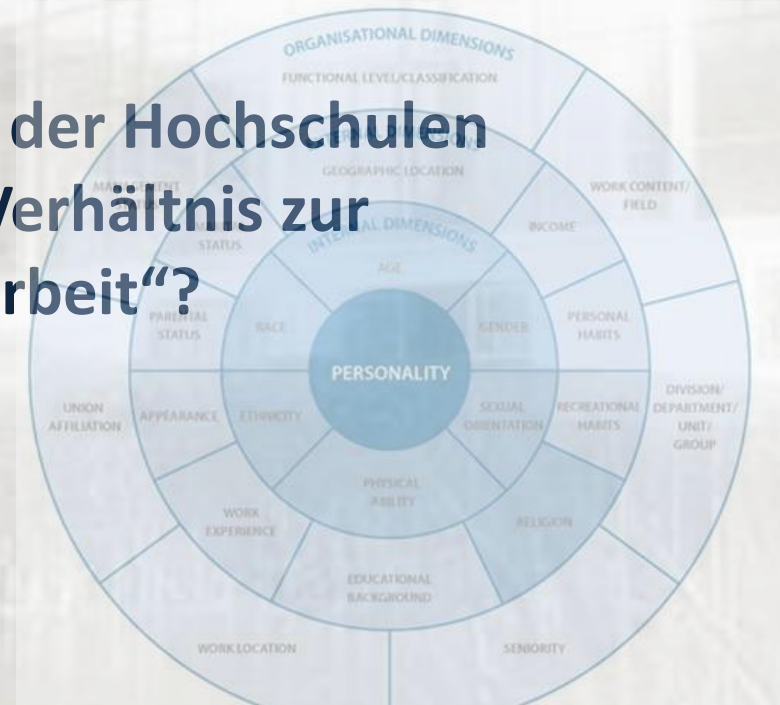 der Hochschulen
Verhältnis zur
rbeit“?
ORGANISATIONAL DIMENSIONS
FUNCTIONAL LEVEL/CLASSIFICATION
GEOGRAPHIC LOCATION
MANAGEMENT
WORK CONTENT/
FIELD
STATUS
INCOME
INTERNAL DIMENSIONS
AGE
PARENTAL
STATUS
RACE
GENDER
PERSONAL
HABITS
PERSONALITY
UNION
AFFILIATION
APPEARANCE
ETHNICITY
SEXUAL
ORIENTATION
RECREATIONAL
HABITS
DIVISION/
DEPARTMENT/
UNIT/
GROUP
PHYSICAL
ABILITY
WORK
EXPERIENCE
RELIGION
EDUCATIONAL
BACKGROUND
WORK LOCATION
SENIORITY